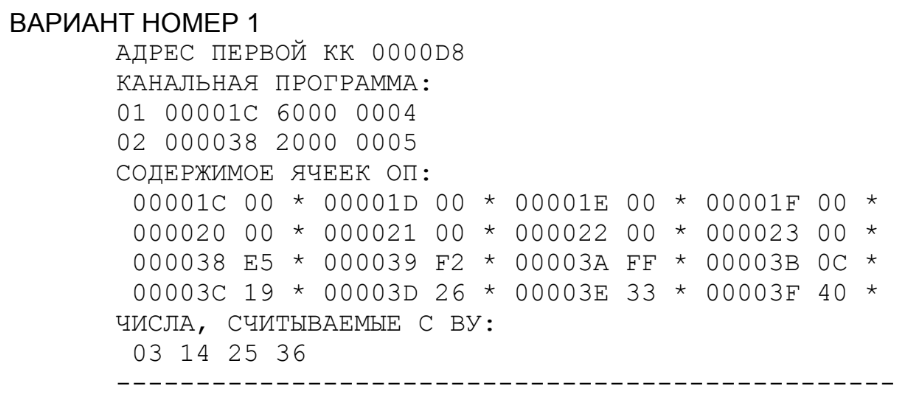 ВАРИАНТ НОМЕР 1
АДРЕС ПЕРВОЙ КК 0000D8
КАНАЛЬНАЯ ПРОГРАММА:
01 00001C 6000 0004
02 000038 2000 0005
СОДЕРЖИМОЕ ЯЧЕЕК ОП:
00001C 00 * 00001D 00 * 00001E 00 * 00001F 00 *
000020 00 * 000021 00 * 000022 00 * 000023 00 *
000038 E5 * 000039 F2 * 00003A FF * 00003B 0C *
00003C 19 * 00003D 26 * 00003E 33 * 00003F 40 *
ЧИСЛА, СЧИТЫВАЕМЫЕ С ВУ:
03 14 25 36
-------------------------------------------------